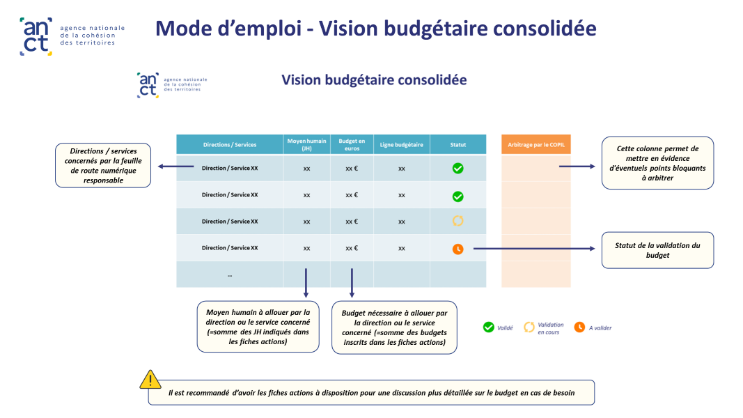 an
ct
agence nationale
de la cohésion
des territoires
Mode d'emploi - Vision budgétaire consolidée
an
ct
agence nationale
de la cohésion
des territoires
Vision budgétaire consolidée
Directions / services
concernés par la feuille
de route numérique
responsable
Directions / Services
Moyen humain
(JH)
Budget en
euros
Ligne budgétaire
Statut
Arbitrage par le COPIL
Direction / Service XX
xx
xx €
xx
Direction / Service XX
xx
xx €
xx
Direction / Service XX
xx
xx €
xx
Direction / Service XX
xx
xx €
xx
...
Cette colonne permet de
mettre en évidence
d'éventuels points bloquants
à arbitrer
Statut de la validation du
budget
Moyen humain à allouer par la
direction ou le service concerné
(=somme des JH indiqués dans
les fiches actions)
Budget nécessaire à allouer par
la direction ou le service
concerné (=somme des budgets
inscrits dans les fiches actions)
Validé
Validation
en cours
A valider
Il est recommandé d'avoir les fiches actions à disposition pour une discussion plus détaillée sur le budget en cas de besoin